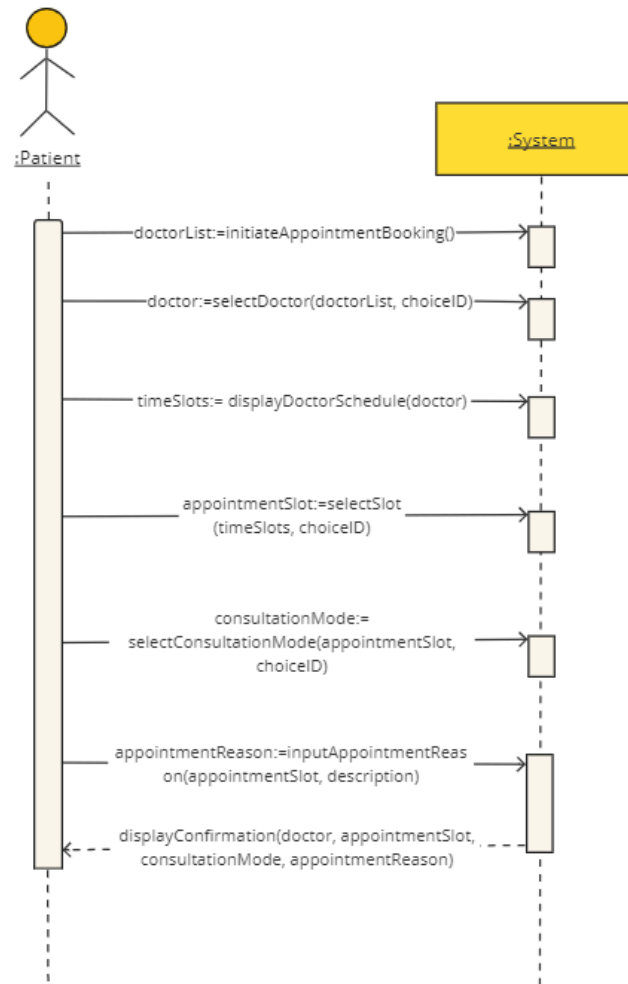 :Patient
:System
doctorList:=initiateAppointmentBooking()
doctor:=selectDoctor(doctorList, choiceID)
timeSlots:= displayDoctorSchedule(doctor)
appointmentSlot:=selectSlot
(timeSlots, choiceID)
consultationMode:=
selectConsultationMode(appointmentSlot,
choiceID)
appointmentReason:=inputAppointmentReas
on(appointmentSlot, description)
displayConfirmation(doctor, appointmentSlot,
consultationMode, appointmentReason)